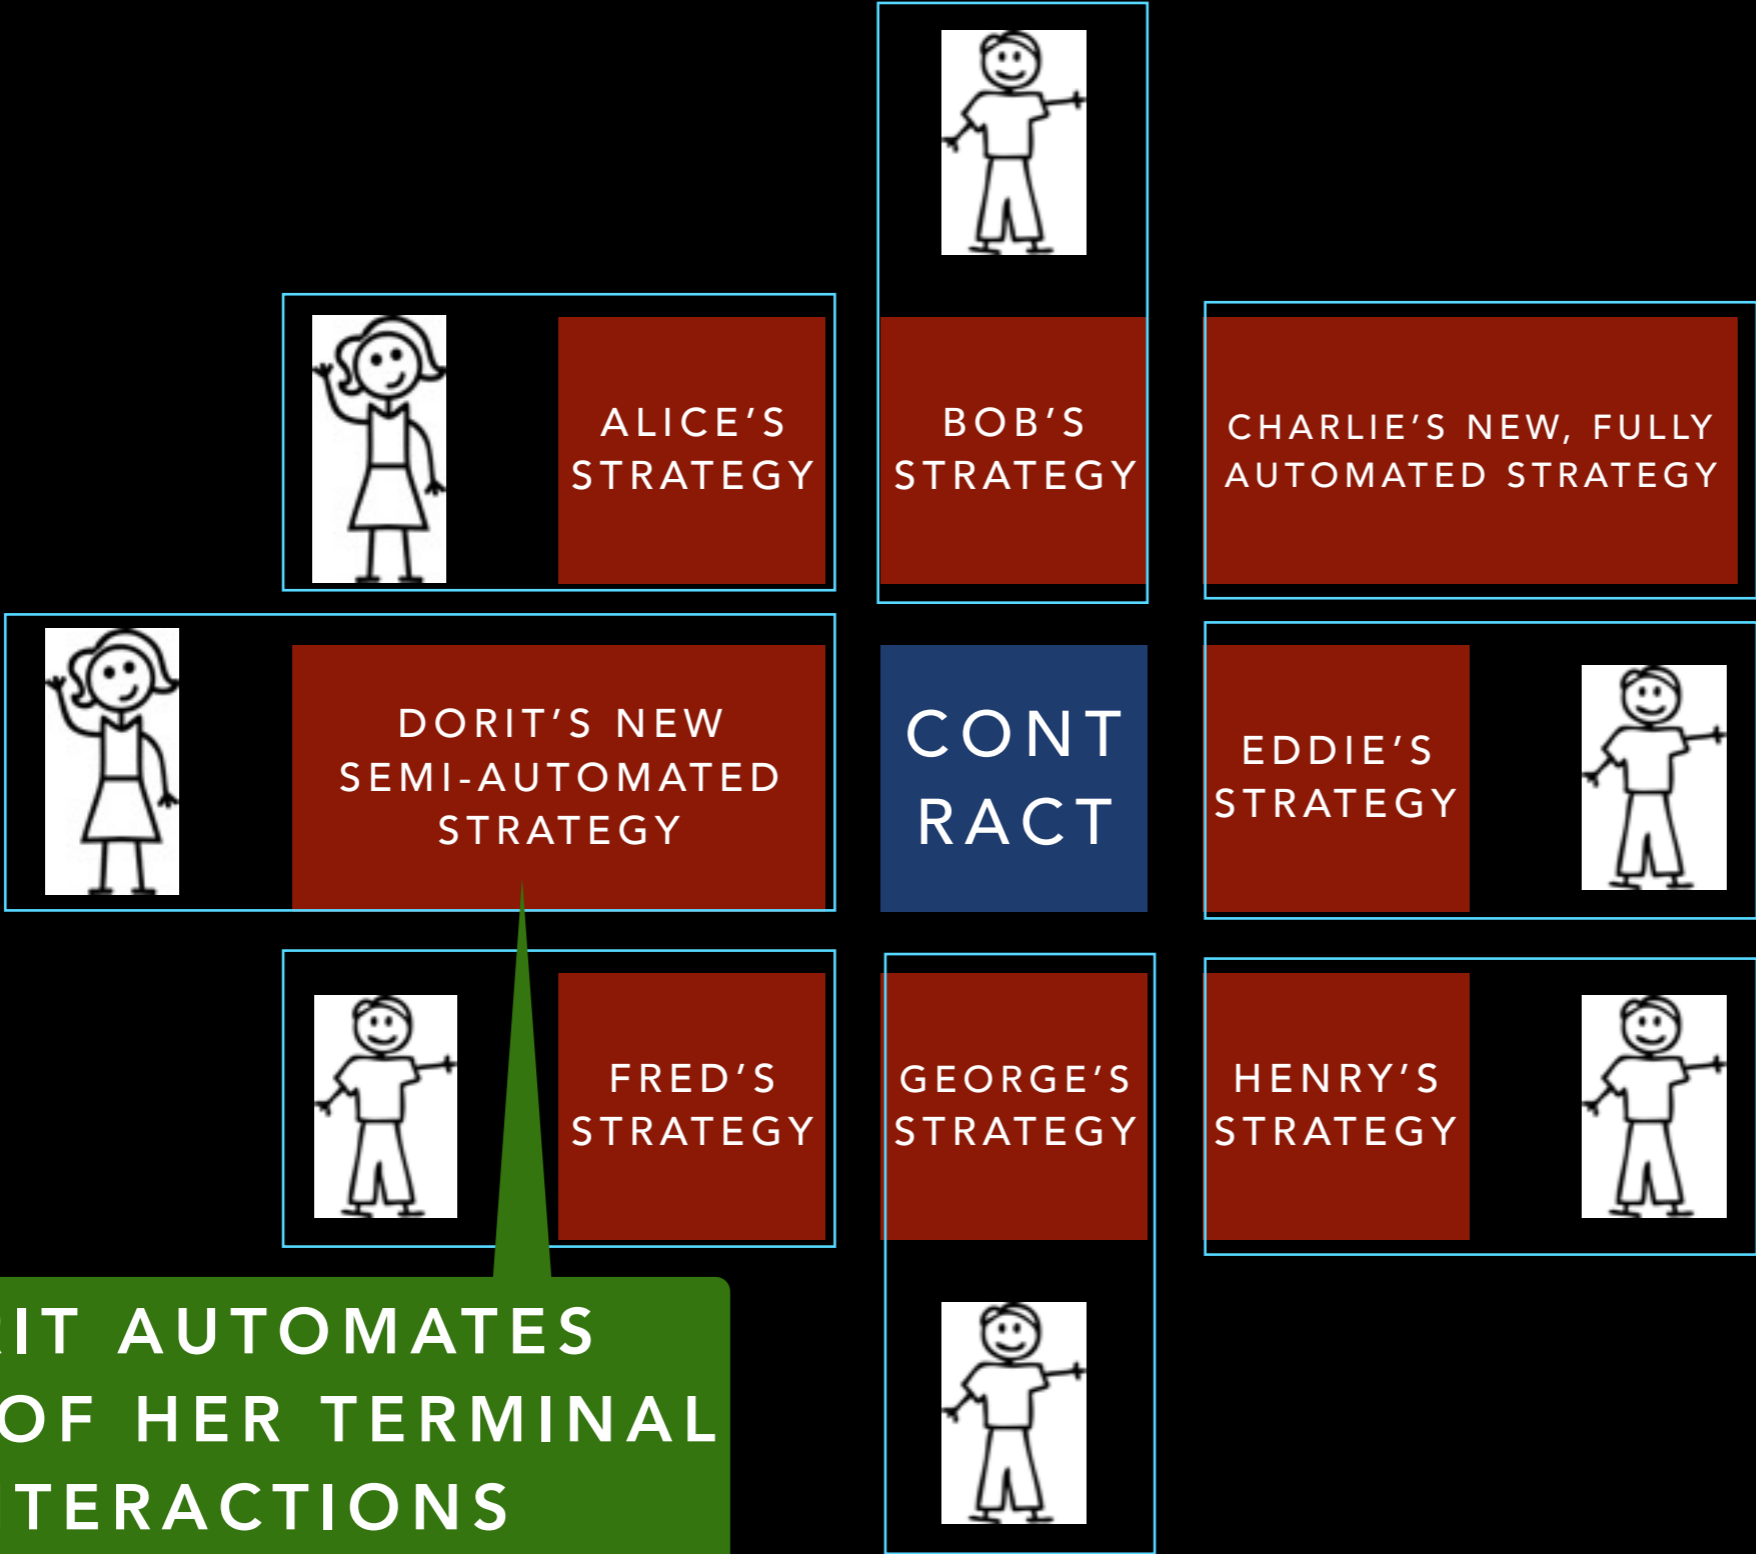 ALICE’S
STRATEGY
BOB’S
STRATEGY
CHARLIE’S NEW, FULLY
AUTOMATED STRATEGY
DORIT’S NEW
SEMI-AUTOMATED
STRATEGY
CONT
RACT
EDDIE’S
STRATEGY
FRED’S
STRATEGY
GEORGE’S
STRATEGY
HENRY’S
STRATEGY
AUTOMATES
OF HER TERMINAL